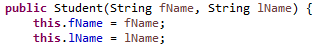 public Student(String fName, String lName) {
    this.fName = fName;
    this.lName = lName;